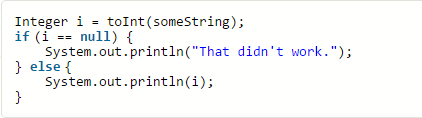 Integer i = toInt(someString);
if (i == null) {
    System.out.println("That didn't work.");
} else {
    System.out.println(i);
}